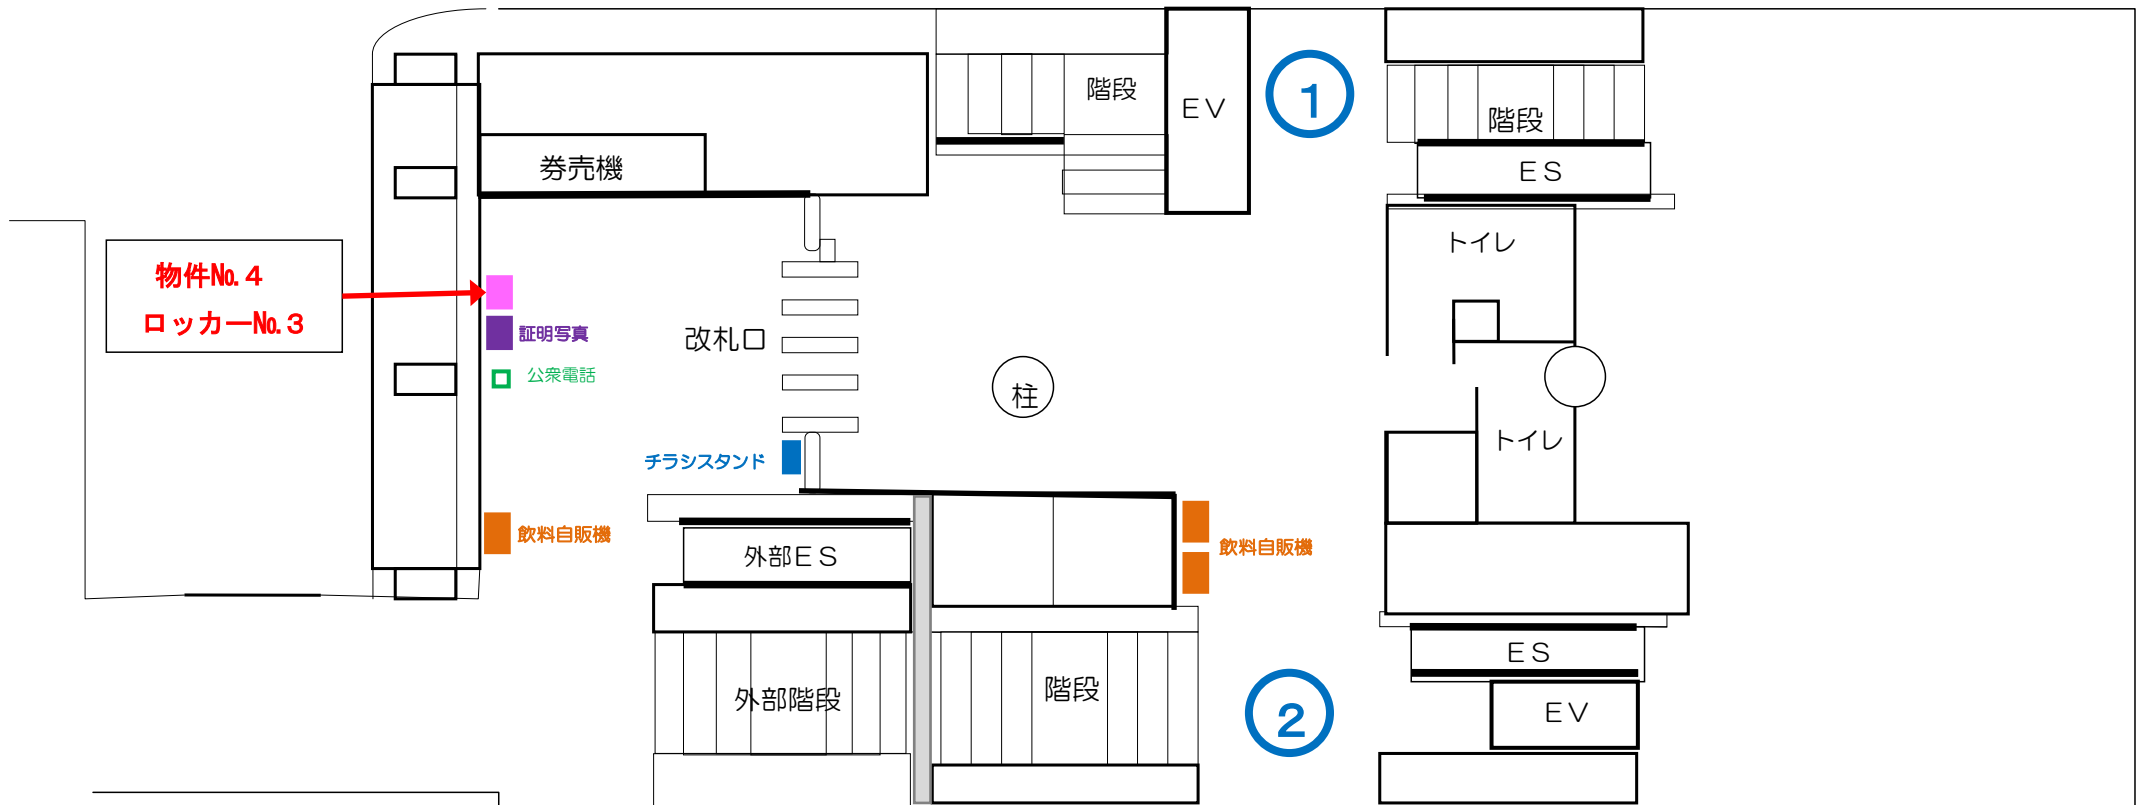 階段
EV
1
階段
券売機
ES
トイレ
物件No.4
ロッカーNo.3
証明写真
改札口
公衆電話
柱
トイレ
チラシスタンド
飲料自販機
外部ES
飲料自販機
ES
外部階段
階段
2
EV